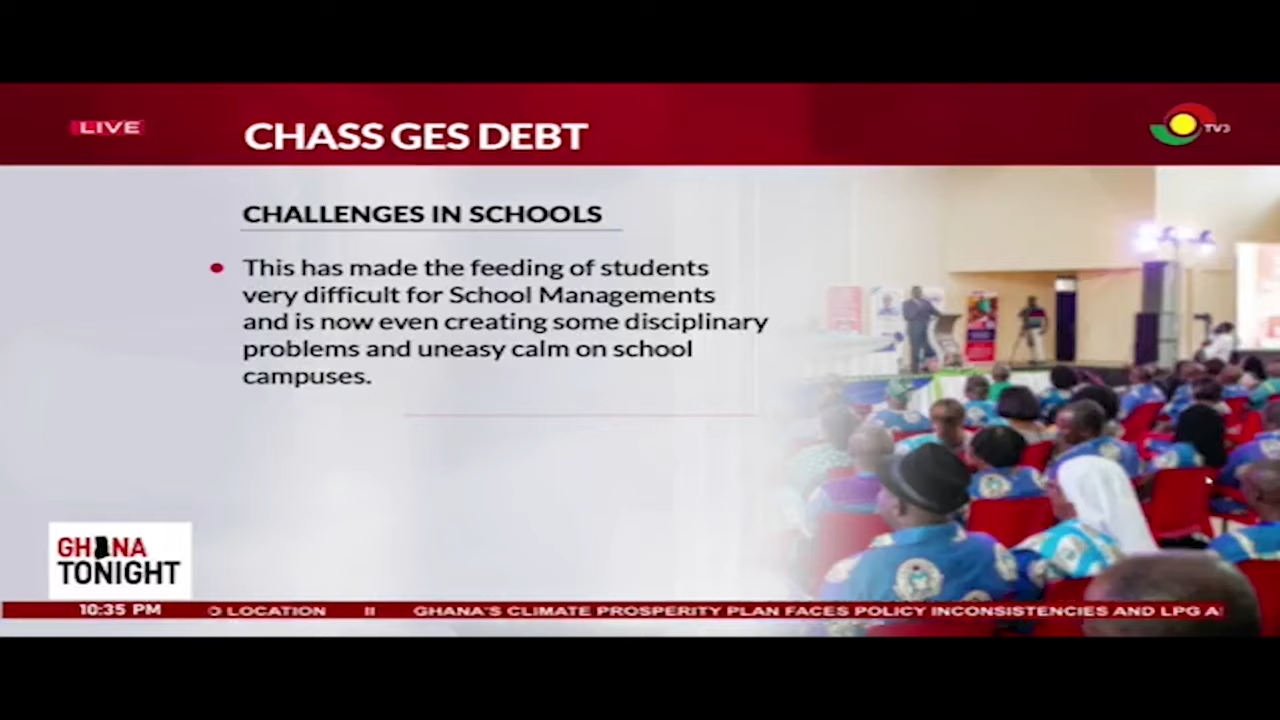 LIVE
CHASS GES DEBT
TV3
CHALLENGES IN SCHOOLS
This has made the feeding of students
very difficult for School Managements
and is now even creating some disciplinary
problems and uneasy calm on school
campuses.
GHANA
TONIGHT
10:35 PM O LOCATION II GHANA'S CLIMATE PROSPERITY PLAN FACES POLICY INCONSISTENCIES AND LPG A